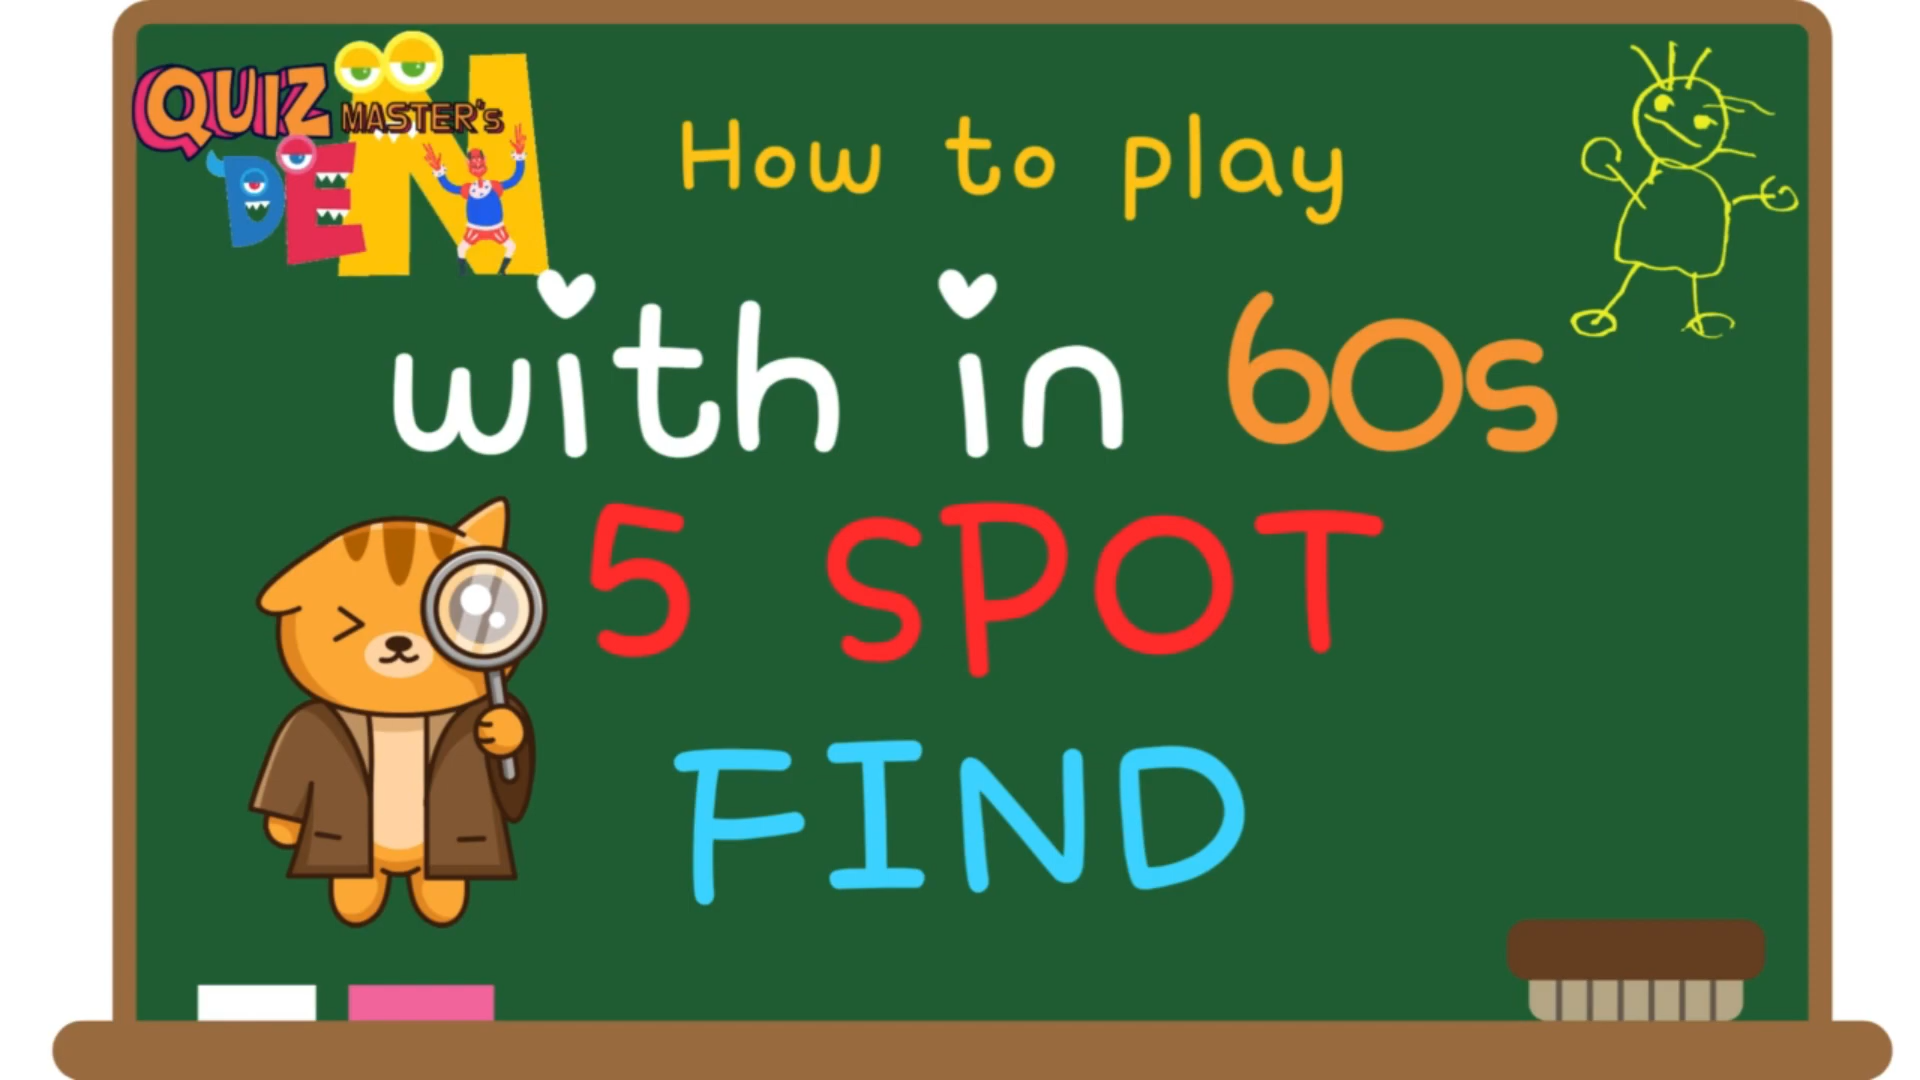 QUIZ MASTER's
DEN
How to play
with in 60s
5 SPOT
FIND